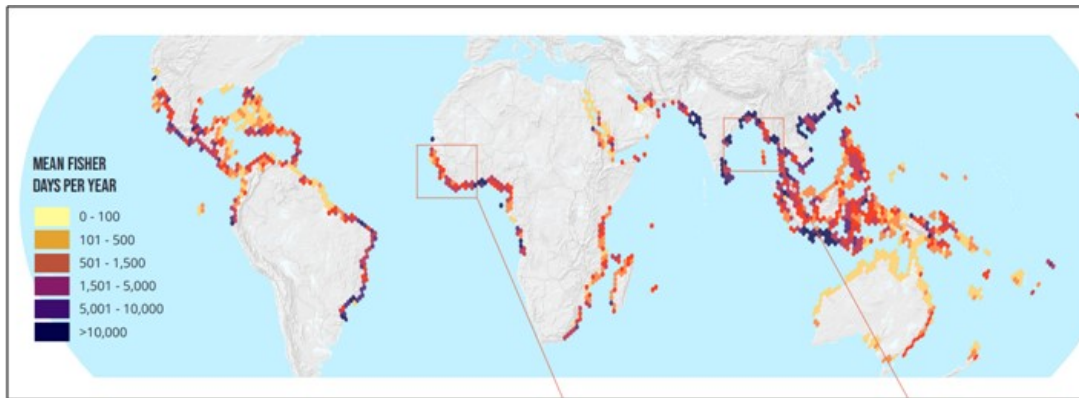 MEAN FISHER
DAYS PER YEAR
0 - 100
101 - 500
501 - 1,500
1,501 - 5,000
5,001 - 10,000
>10,000